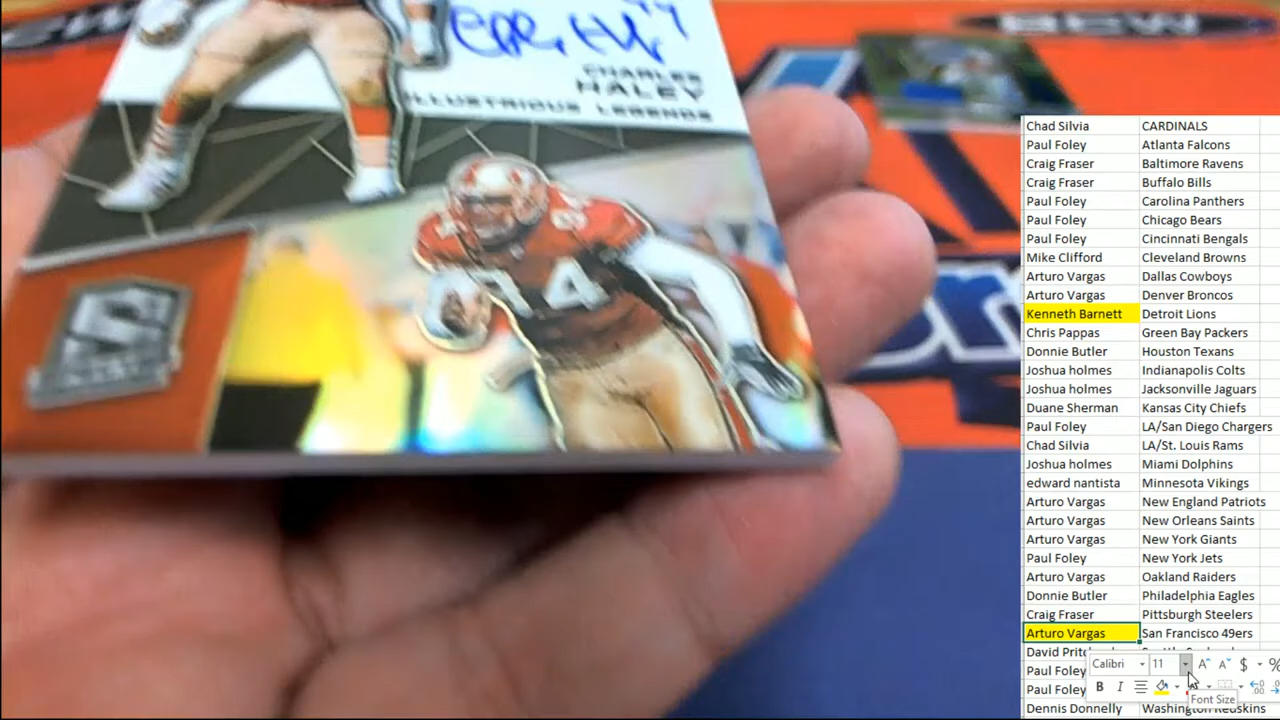 BCW
CHARLES
HALEY
ILLUSTRIOUS LEGENDS
94
Chad Silvia CARDINALS
Paul Foley Atlanta Falcons
Craig Fraser Baltimore Ravens
Craig Fraser Buffalo Bills
Paul Foley Carolina Panthers
Paul Foley Chicago Bears
Paul Foley Cincinnati Bengals
Mike Clifford Cleveland Browns
Arturo Vargas Dallas Cowboys
Arturo Vargas Denver Broncos
Kenneth Barnett Detroit Lions
Chris Pappas Green Bay Packers
Donnie Butler Houston Texans
Joshua holmes Indianapolis Colts
Joshua holmes Jacksonville Jaguars
Duane Sherman Kansas City Chiefs
Paul Foley LA/San Diego Chargers
Chad Silvia LA/St. Louis Rams
Joshua holmes Miami Dolphins
edward nantista Minnesota Vikings
Arturo Vargas New England Patriots
Arturo Vargas New Orleans Saints
Arturo Vargas New York Giants
Paul Foley New York Jets
Arturo Vargas Oakland Raiders
Donnie Butler Philadelphia Eagles
Craig Fraser Pittsburgh Steelers
Arturo Vargas San Francisco 49ers
David
Paul Foley
Paul Foley
Dennis Donnelly Washington Redskins
Calibri 11 A A $ %
B I
Font Size